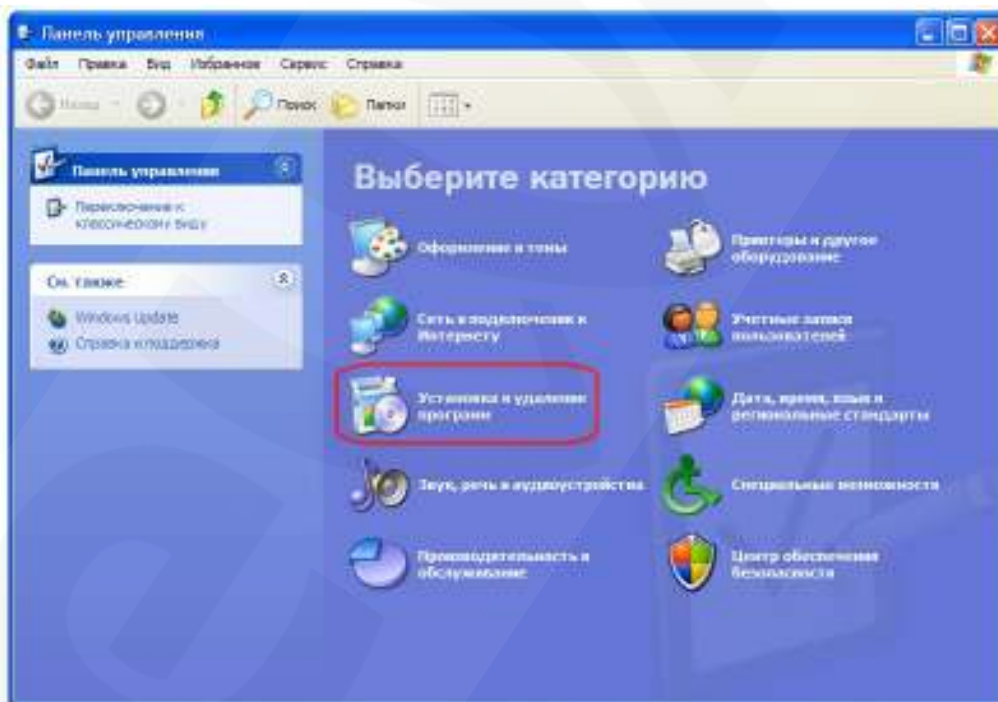 Панель управления
Файл Правка Вид Избранное Сервис Справка
Назад Поиск Папки
Панель управления
Переключение к
классическому виду
См. также
Windows Update
Справка и поддержка
Выберите категорию
Оформление и темы
Принтеры и другое
оборудование
Сеть и подключения к
Интернету
Учетные записи
пользователей
Установка и удаление
программ
Дата, время, язык и
региональные стандарты
Звук, речь и аудиоустройства
Специальные возможности
Производительность и
обслуживание
Центр обеспечения
безопасности